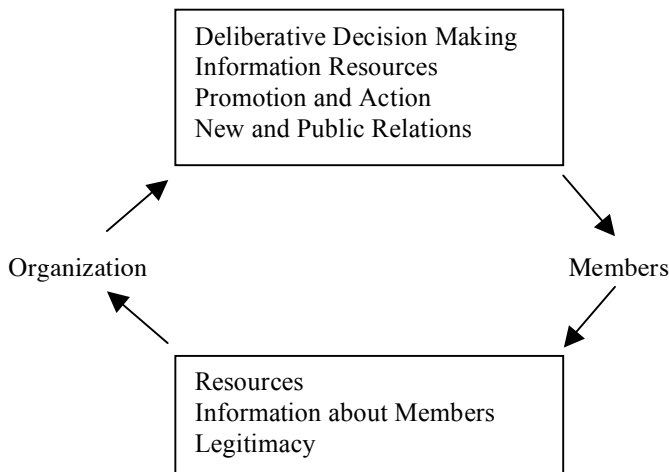 Deliberative Decision Making
Information Resources
Promotion and Action
New and Public Relations
Organization
Members
Resources
Information about Members
Legitimacy